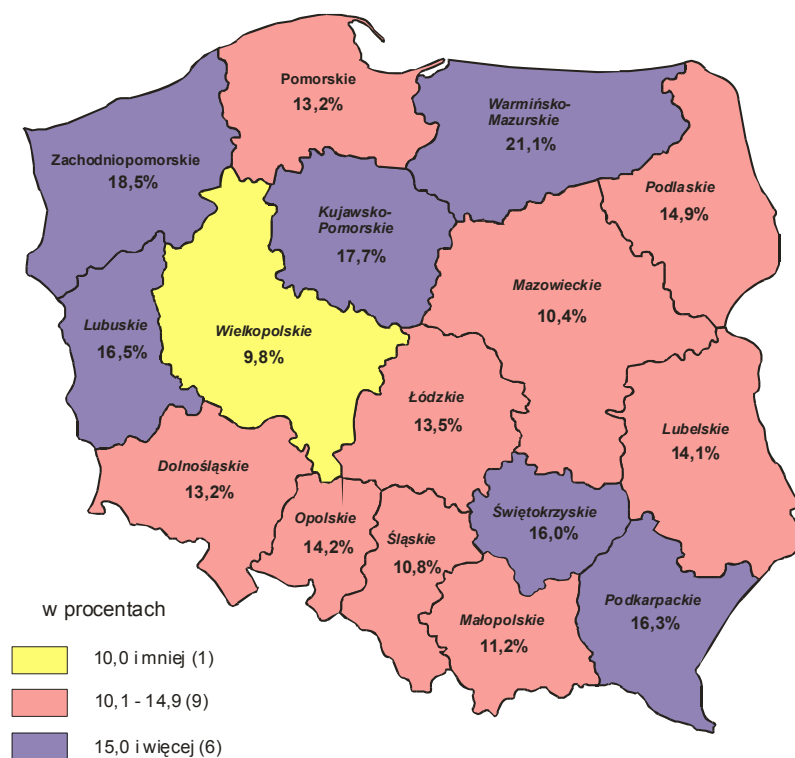 Pomorskie
13,2%
Warmińsko-
Mazurskie
21,1%
Zachodniopomorskie
18,5%
Podlaskie
14,9%
Kujawsko-
Pomorskie
17,7%
Mazowieckie
10,4%
Lubuskie
16,5%
Wielkopolskie
9,8%
Łódzkie
13,5%
Lubelskie
14,1%
Dolnośląskie
13,2%
Opolskie
14,2%
Śląskie
10,8%
Świętokrzyskie
16,0%
Małopolskie
11,2%
Podkarpackie
16,3%
w procentach
10,0 i mniej (1)
10,1 - 14,9 (9)
15,0 i więcej (6)